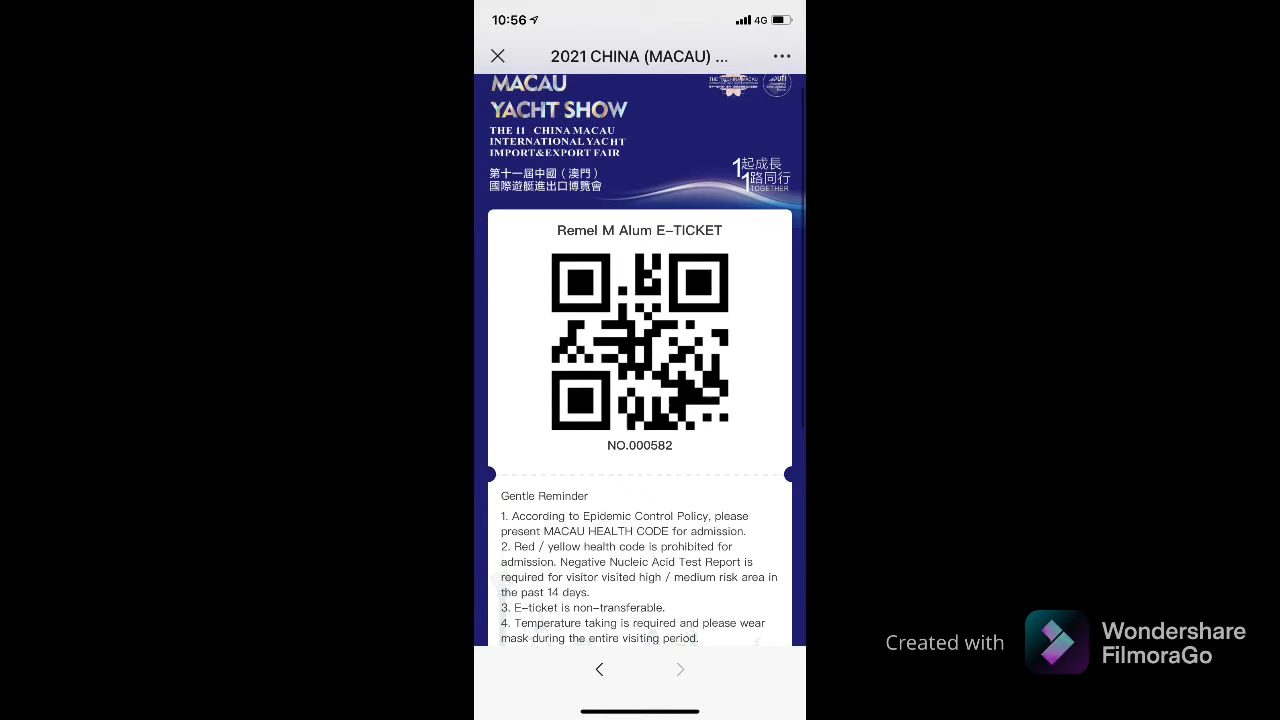 10:56
4G
2021 CHINA (MACAU) ...
MACAU
YACHT SHOW
THE 11 CHINA MACAU
INTERNATIONAL YACHT
IMPORT&EXPORT FAIR
第十一屆中國（澳門）
國際遊艇進出口博覽會
1起成長
1路同行
TOGETHER
ufi
Remel M Alum E-TICKET
NO.000582
Gentle Reminder
1. According to Epidemic Control Policy, please
present MACAU HEALTH CODE for admission.
2. Red / yellow health code is prohibited for
admission. Negative Nucleic Acid Test Report is
required for visitor visited high / medium risk area in
the past 14 days.
3. E-ticket is non-transferable.
4. Temperature taking is required and please wear
mask during the entire visiting period.
Created with
Wondershare
FilmoraGo